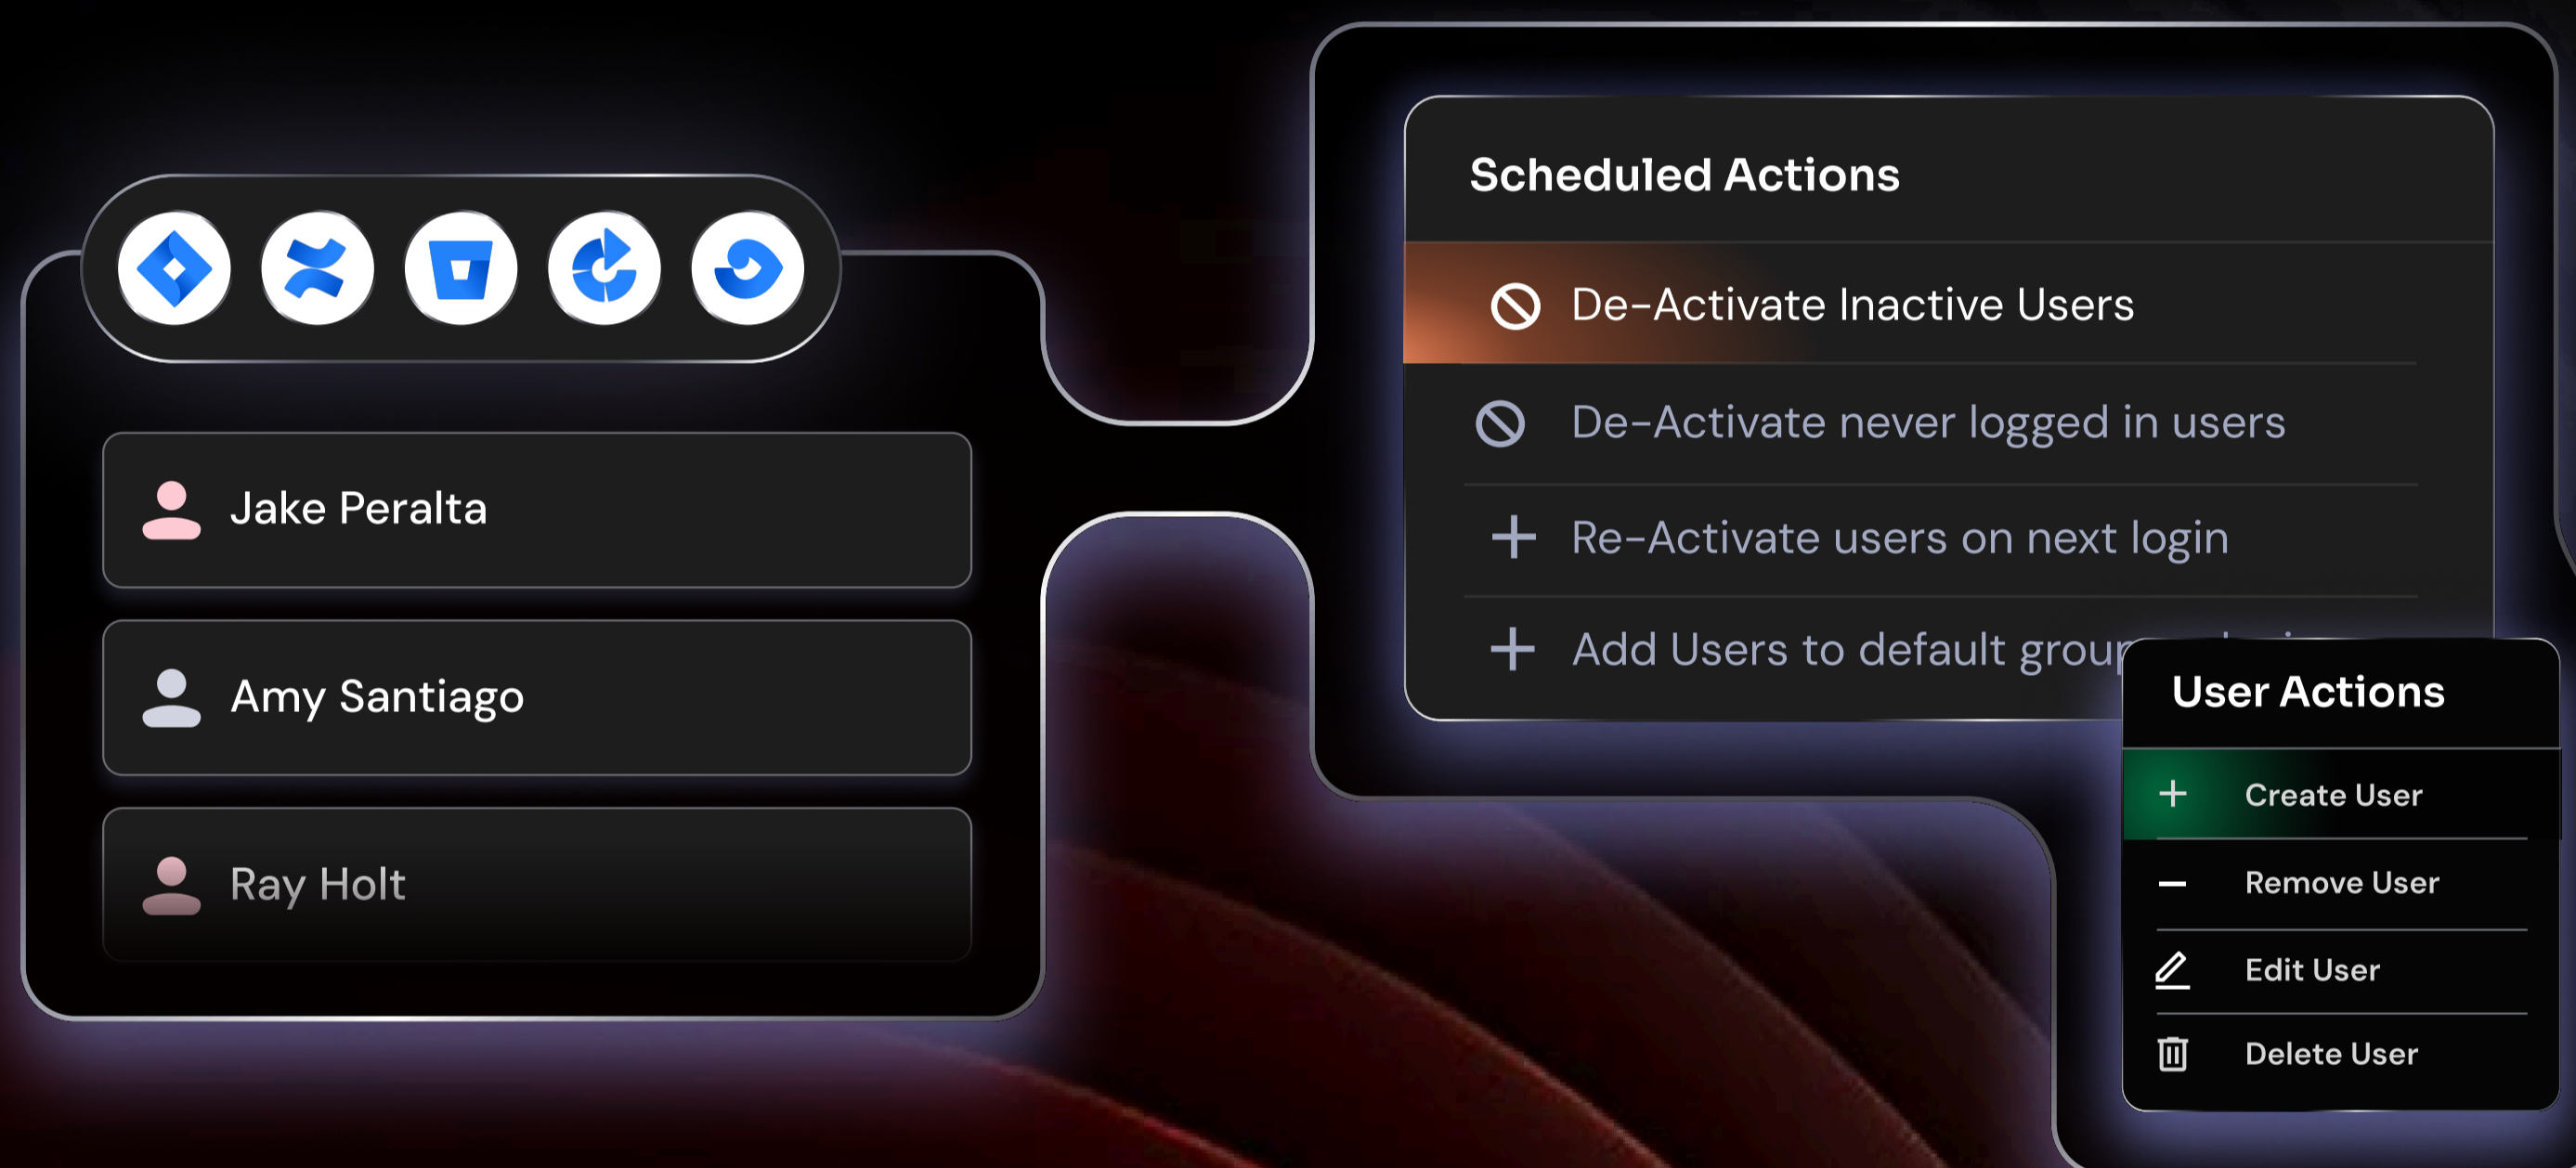 Jake Peralta
Amy Santiago
Ray Holt
Scheduled Actions
De-Activate Inactive Users
De-Activate never logged in users
Re-Activate users on next login
Add Users to default
User Actions
Create User
Remove User
Edit User
Delete User